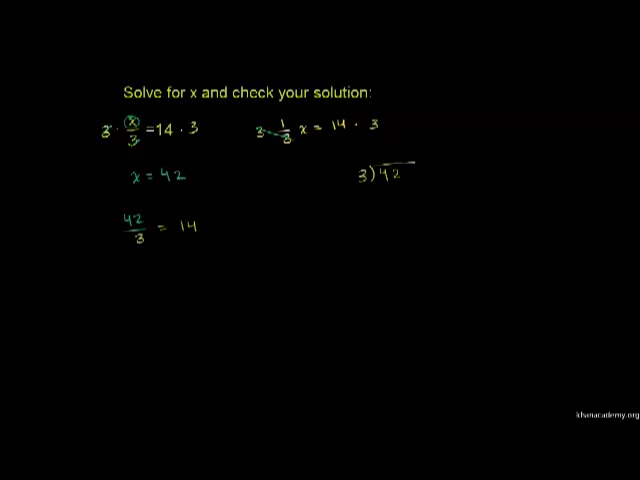 Solve for x and check your solution:
3 · x/3 = 14 · 3
3 · 1/3 x = 14 · 3
x = 42
3)42
42/3 = 14
khanacademy.org